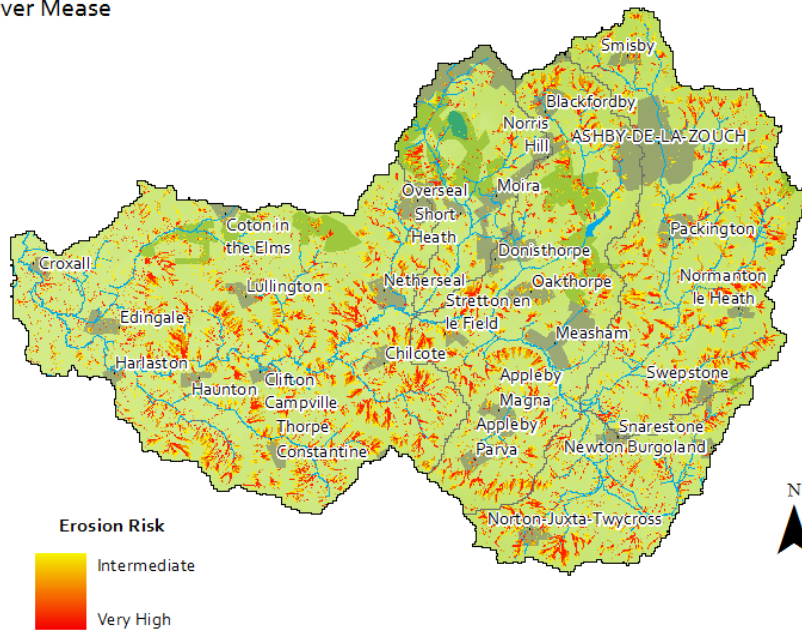 ver Mease
Smisby
Blackfordby
Norris
Hill
ASHBY-DE-LA-ZOUCH
Overseal
Moira
Short
Heath
Coton in
the Elms
Donisthorpe
Packington
Croxall
Lullington
Netherseal
Oakthorpe
Normanton
le Heath
Stretton en
le Field
Edingale
Measham
Chilcote
Harlaston
Haunton
Clifton
Campville
Appleby
Magna
Swepstone
Thorpe
Constantine
Appleby
Parva
Snarestone
Newton Burgoland
Norton-Juxta-Twycross
N
Erosion Risk
Intermediate
Very High